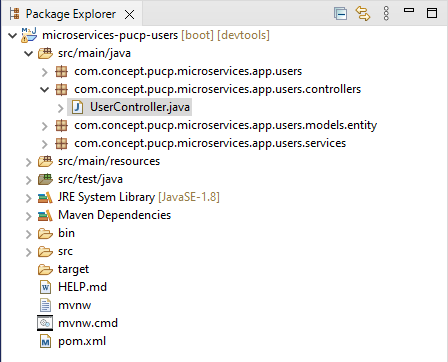 Package Explorer
microservices-pucp-users [boot] [devtools]
src/main/java
com.concept.pucp.microservices.app.users
com.concept.pucp.microservices.app.users.controllers
UserController.java
com.concept.pucp.microservices.app.users.models.entity
com.concept.pucp.microservices.app.users.services
src/main/resources
src/test/java
JRE System Library [JavaSE-1.8]
Maven Dependencies
bin
src
target
HELP.md
mvnw
mvnw.cmd
pom.xml